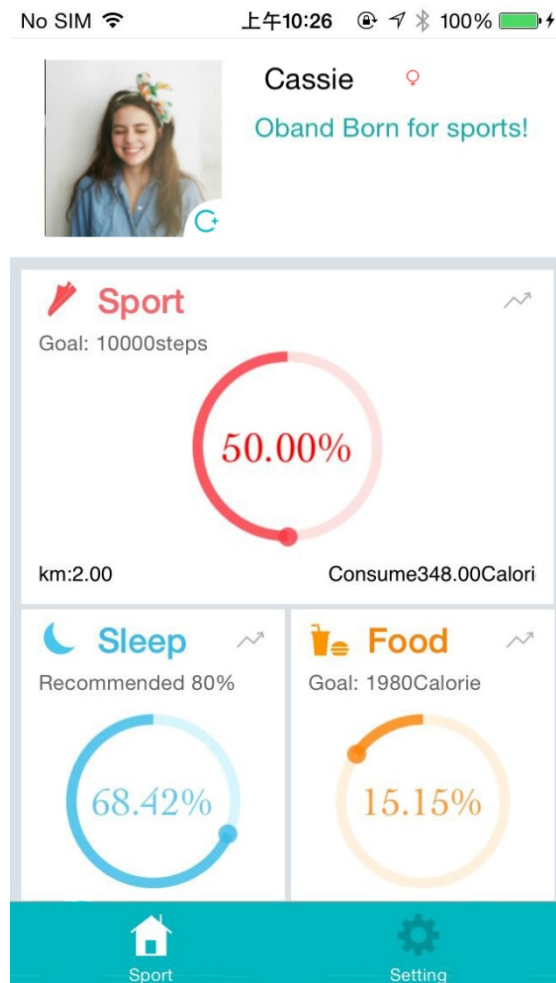 No SIM 上午10:26 100%
Cassie
Oband Born for sports!
Sport
Goal: 10000steps
50.00%
km:2.00 Consume348.00Calori
Sleep Food
Recommended 80% Goal: 1980Calorie
68.42% 15.15%
Sport Setting